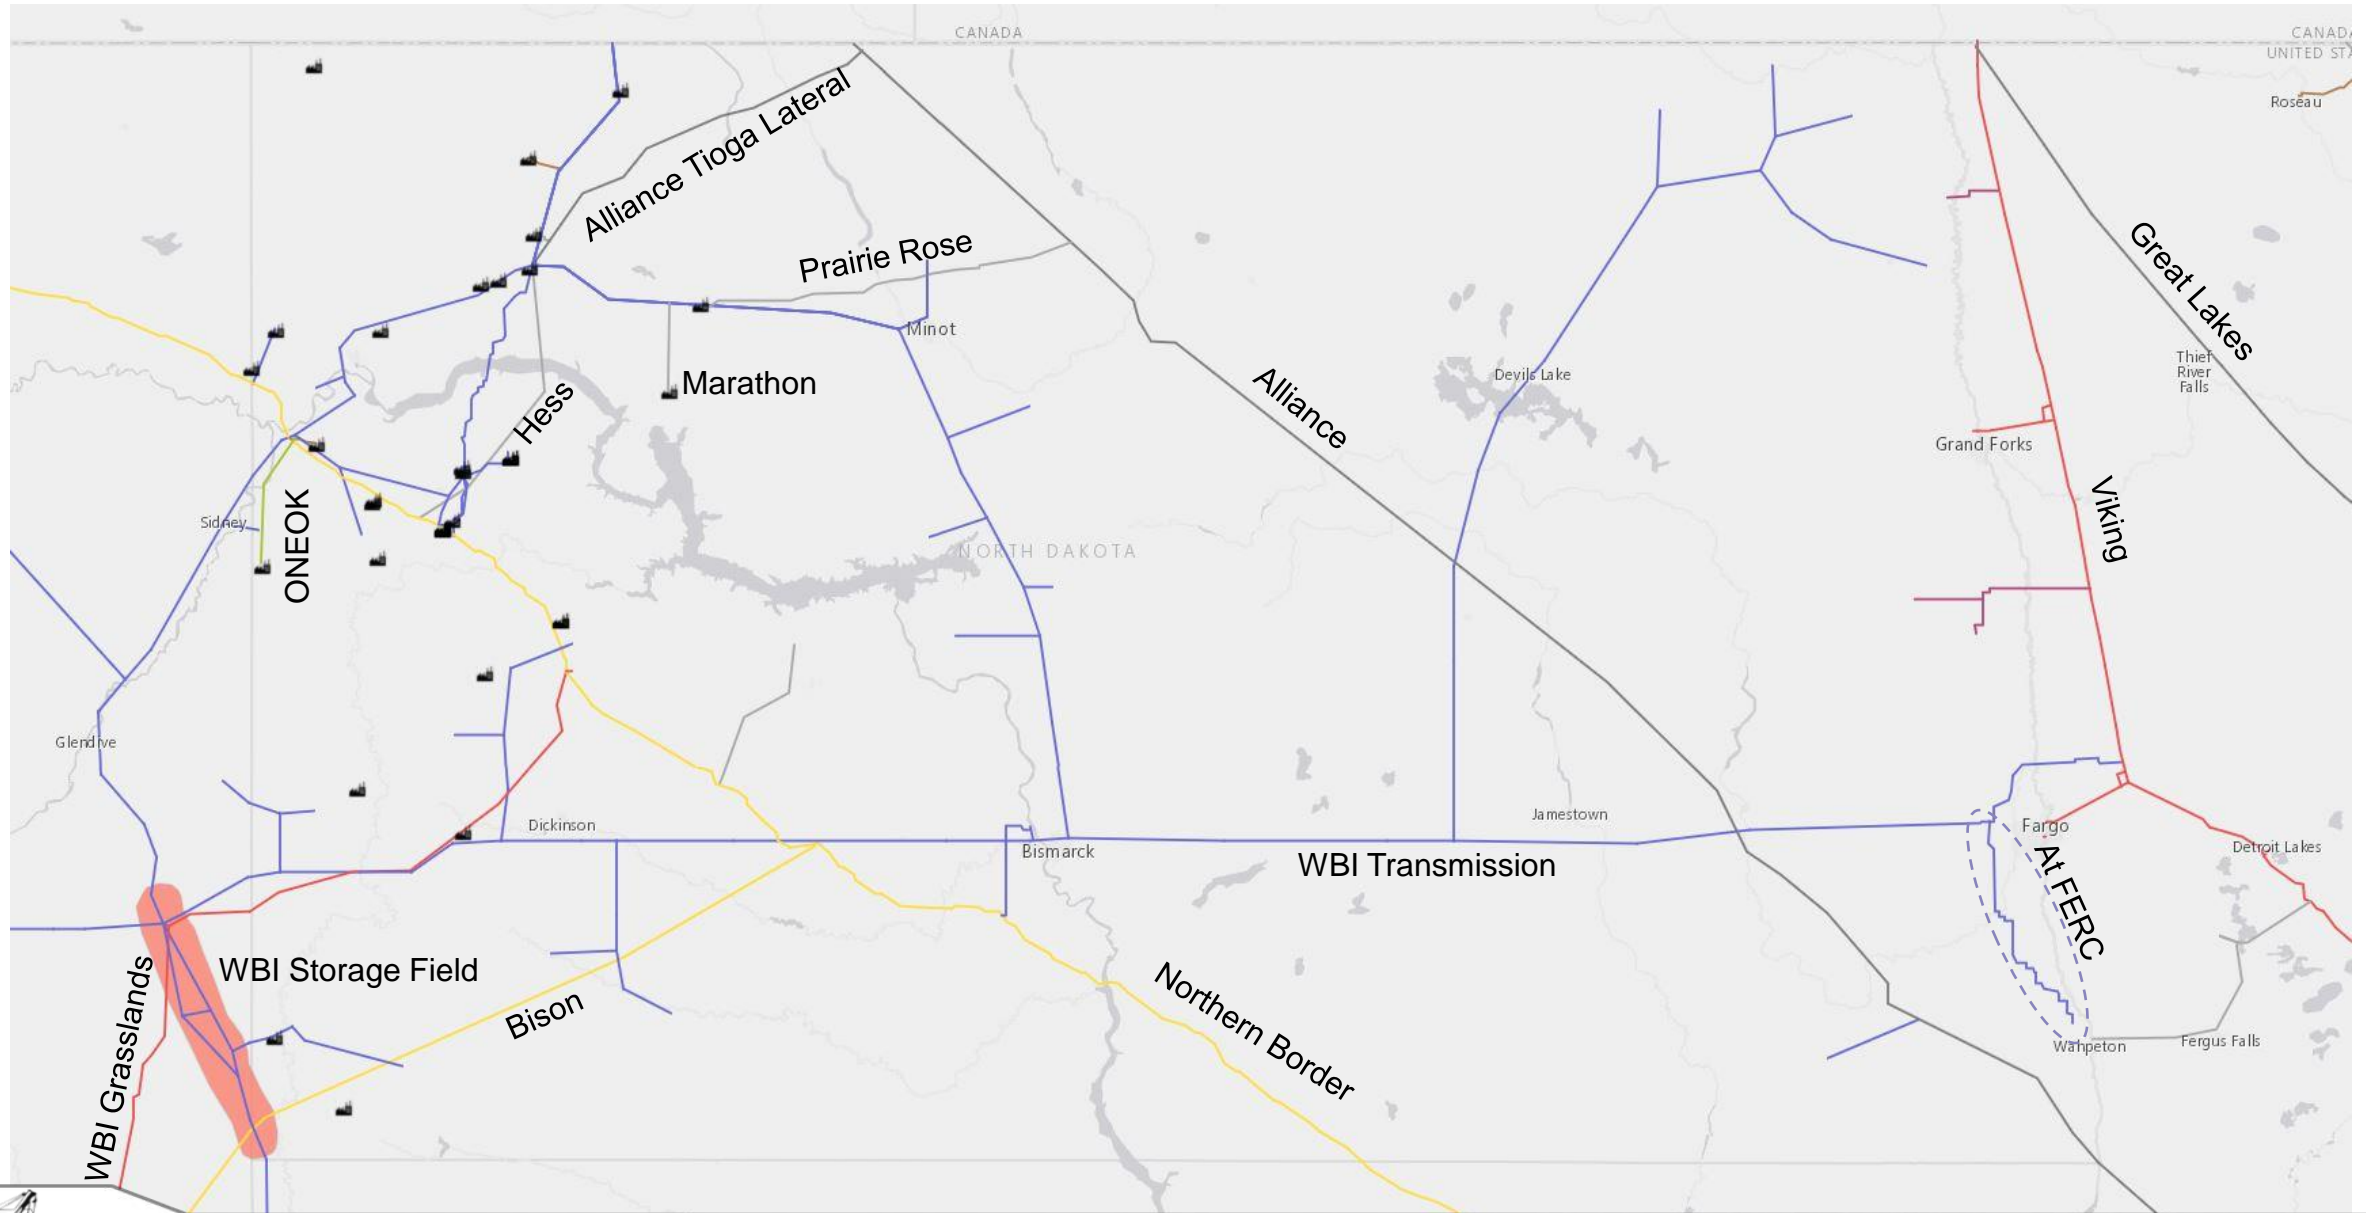 CANADA
CANADA
UNITED STA
Roseau
Alliance Tioga Lateral
Prairie Rose
Great Lakes
Minot
Thief
River
Falls
Marathon
Hess
Alliance
Devils Lake
Grand Forks
Viking
Sidney
ONEOK
NORTH DAKOTA
Glendive
Dickinson
Bismarck
Jamestown
Fargo
Detroit Lakes
WBI Transmission
At FERC
WBI Storage Field
WBI Grasslands
Bison
Northern Border
Wahpeton
Fergus Falls